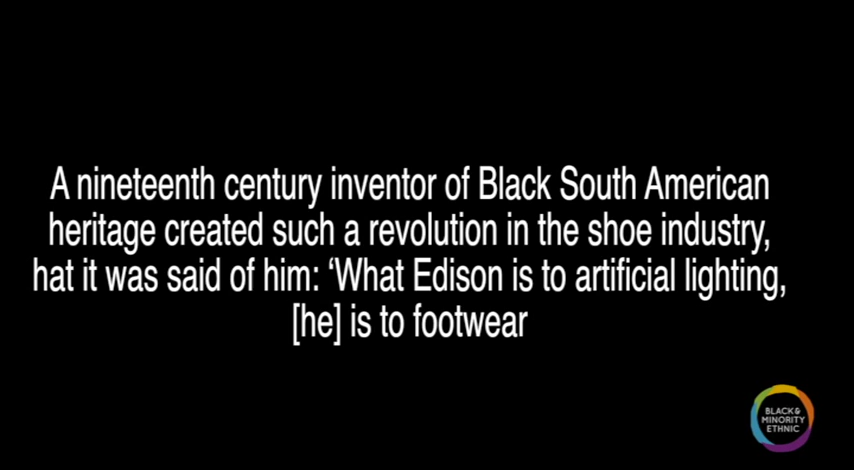 A nineteenth century inventor of Black South American
heritage created such a revolution in the shoe industry,
hat it was said of him: ‘What Edison is to artificial lighting,
[he] is to footwear
BLACK&
MINORITY
ETHNIC